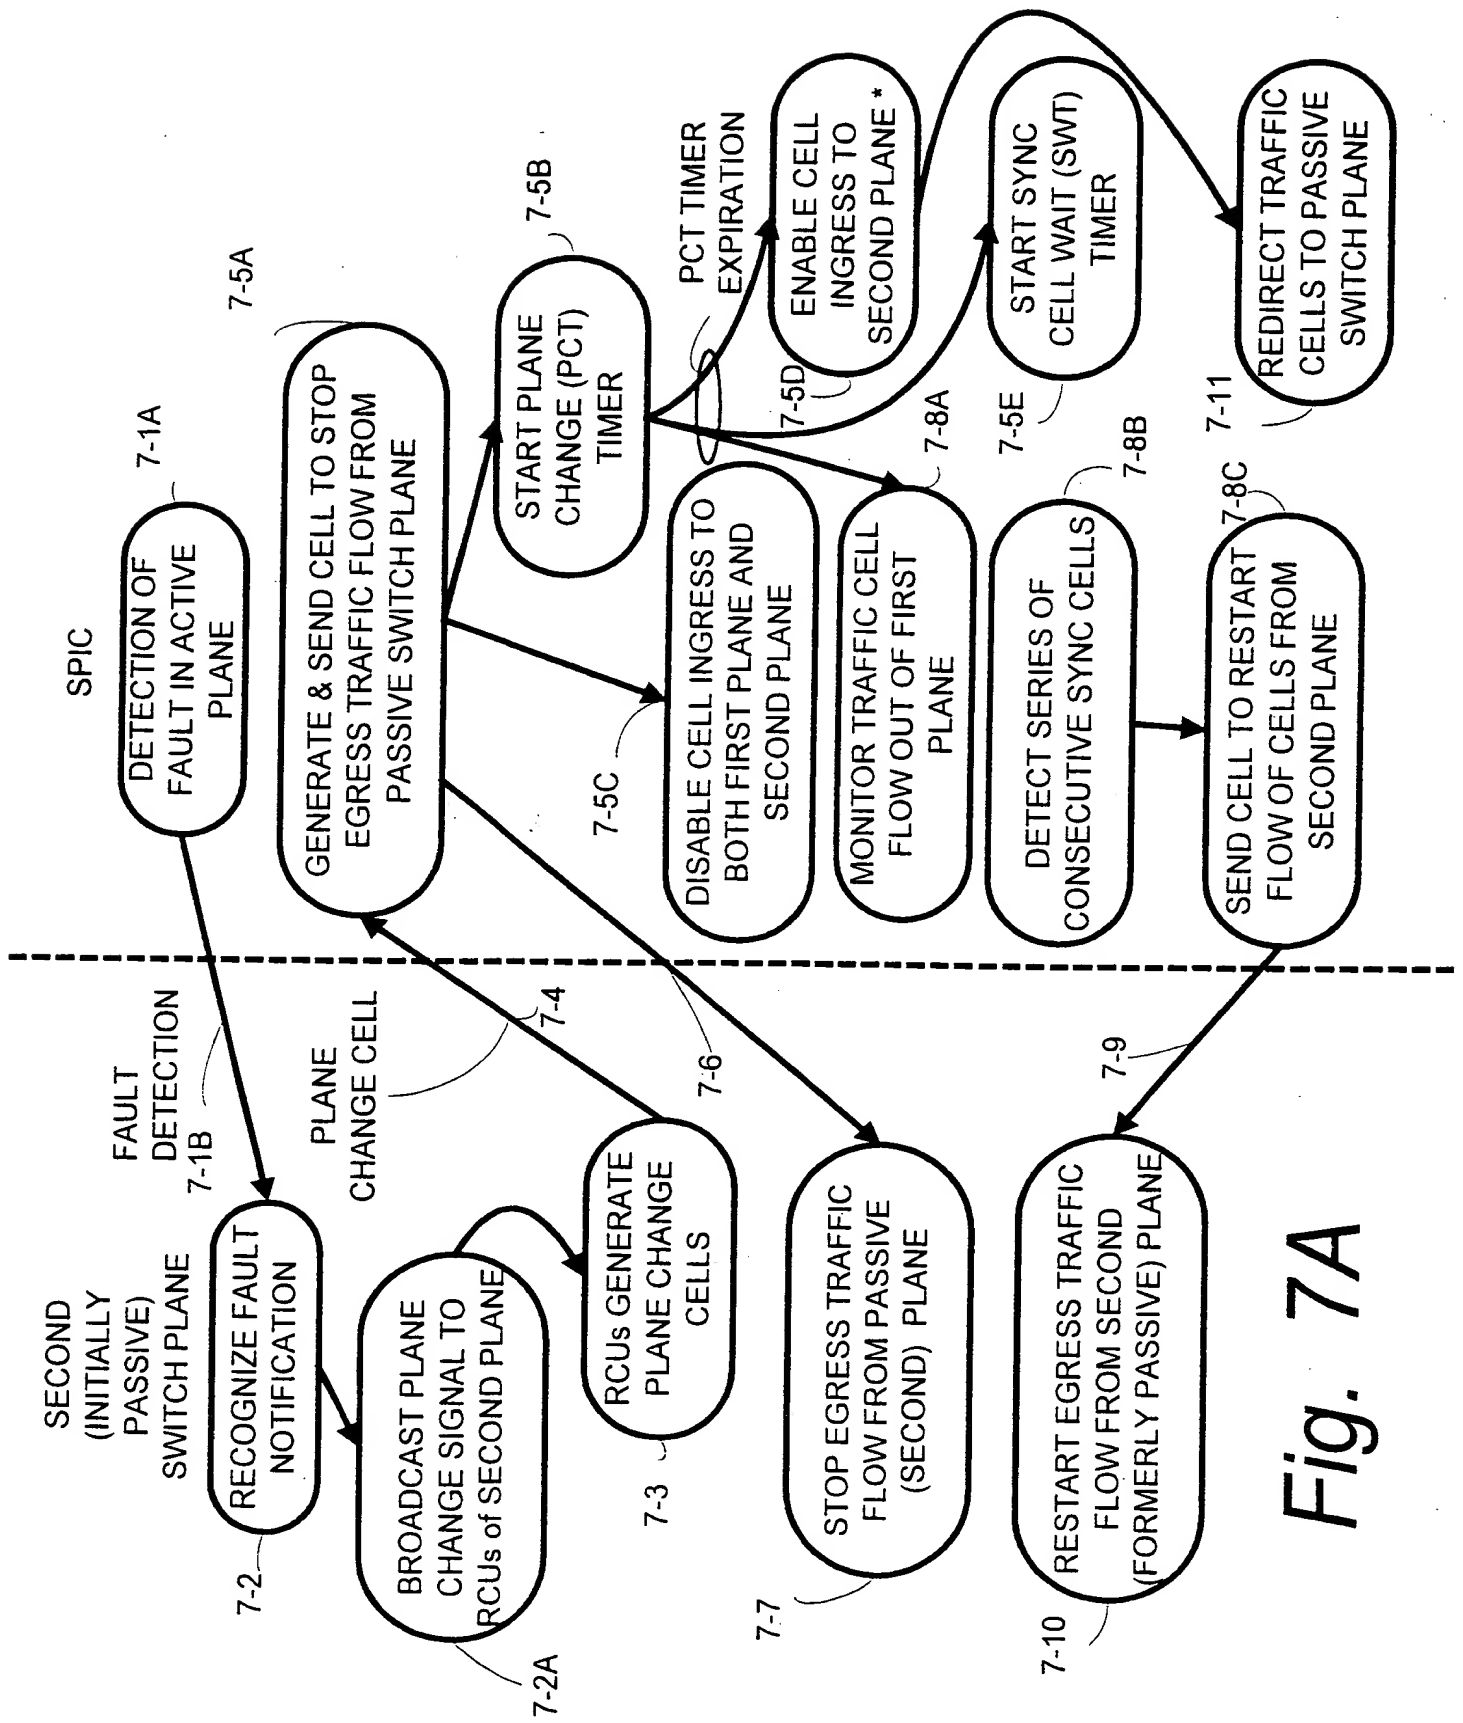 SECOND
(INITIALLY
PASSIVE)
SWITCH PLANE
FAULT
DETECTION
7-1B
SPIC
7-2
RECOGNIZE FAULT
NOTIFICATION
DETECTION OF
FAULT IN ACTIVE
PLANE
7-1A
PLANE
CHANGE CELL
7-4
7-2A
BROADCAST PLANE
CHANGE SIGNAL TO
RCUs of SECOND PLANE
GENERATE & SEND CELL TO STOP
EGRESS TRAFFIC FLOW FROM
PASSIVE SWITCH PLANE
7-5A
7-3
RCUs GENERATE
PLANE CHANGE
CELLS
START PLANE
CHANGE (PCT)
TIMER
7-5B
7-5C
DISABLE CELL INGRESS TO
BOTH FIRST PLANE AND
SECOND PLANE
PCT TIMER
EXPIRATION
7-6
7-7
STOP EGRESS TRAFFIC
FLOW FROM PASSIVE
(SECOND) PLANE
7-5D
ENABLE CELL
INGRESS TO
SECOND PLANE *
MONITOR TRAFFIC CELL
FLOW OUT OF FIRST
PLANE
7-8A
7-5E
START SYNC
CELL WAIT (SWT)
TIMER
DETECT SERIES OF
CONSECUTIVE SYNC CELLS
7-8B
7-10
RESTART EGRESS TRAFFIC
FLOW FROM SECOND
(FORMERLY PASSIVE) PLANE
7-9
SEND CELL TO RESTART
FLOW OF CELLS FROM
SECOND PLANE
7-8C
7-11
REDIRECT TRAFFIC
CELLS TO PASSIVE
SWITCH PLANE
Fig. 7A